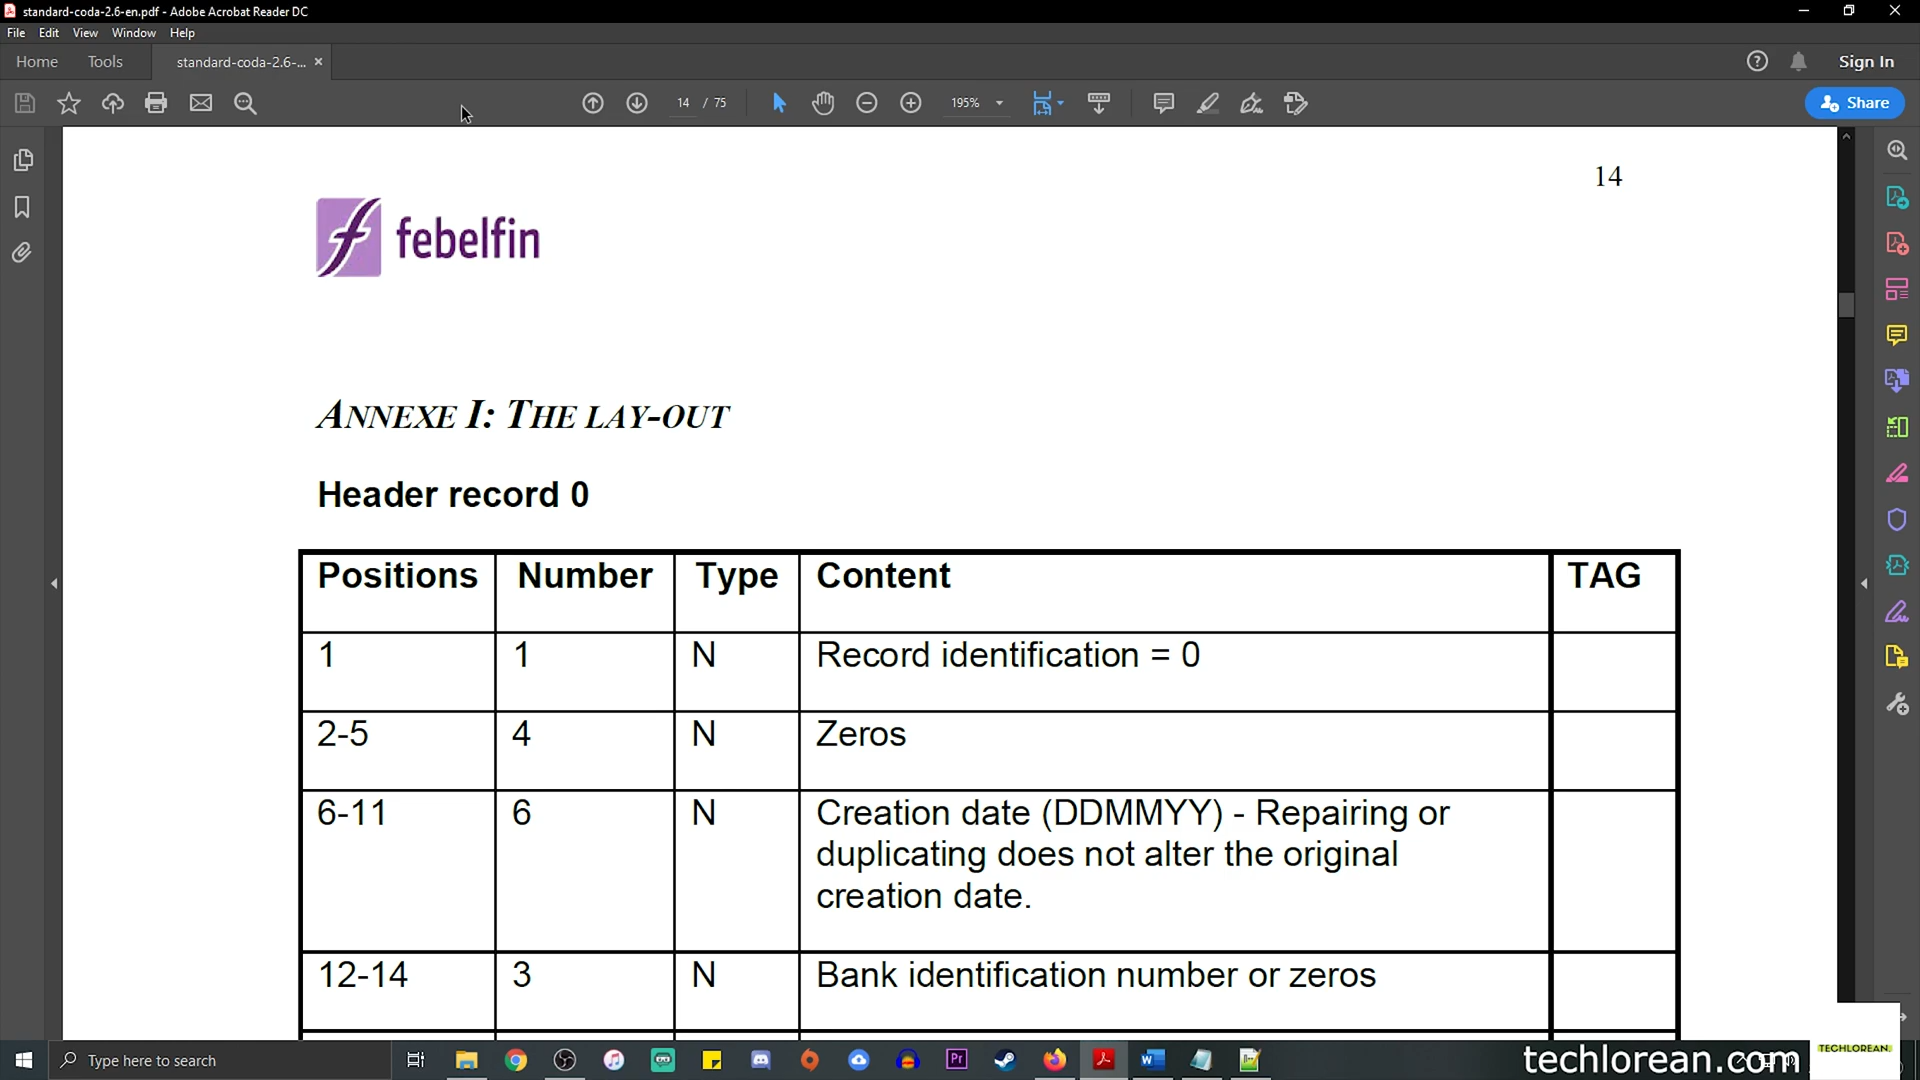 standard-coda-2.6-en.pdf - Adobe Acrobat Reader DC
File Edit View Window Help
Home Tools standard-coda-2.6-... × Sign In
14 / 75 195% Share
14
febelfin
ANNEXE I: THE LAY-OUT
Header record 0
Positions Number Type Content TAG
1 1 N Record identification = 0
2-5 4 N Zeros
6-11 6 N Creation date (DDMMYY) - Repairing or
duplicating does not alter the original
creation date.
12-14 3 N Bank identification number or zeros
Type here to search
Pr
techlorean.com
TECHLOREAN